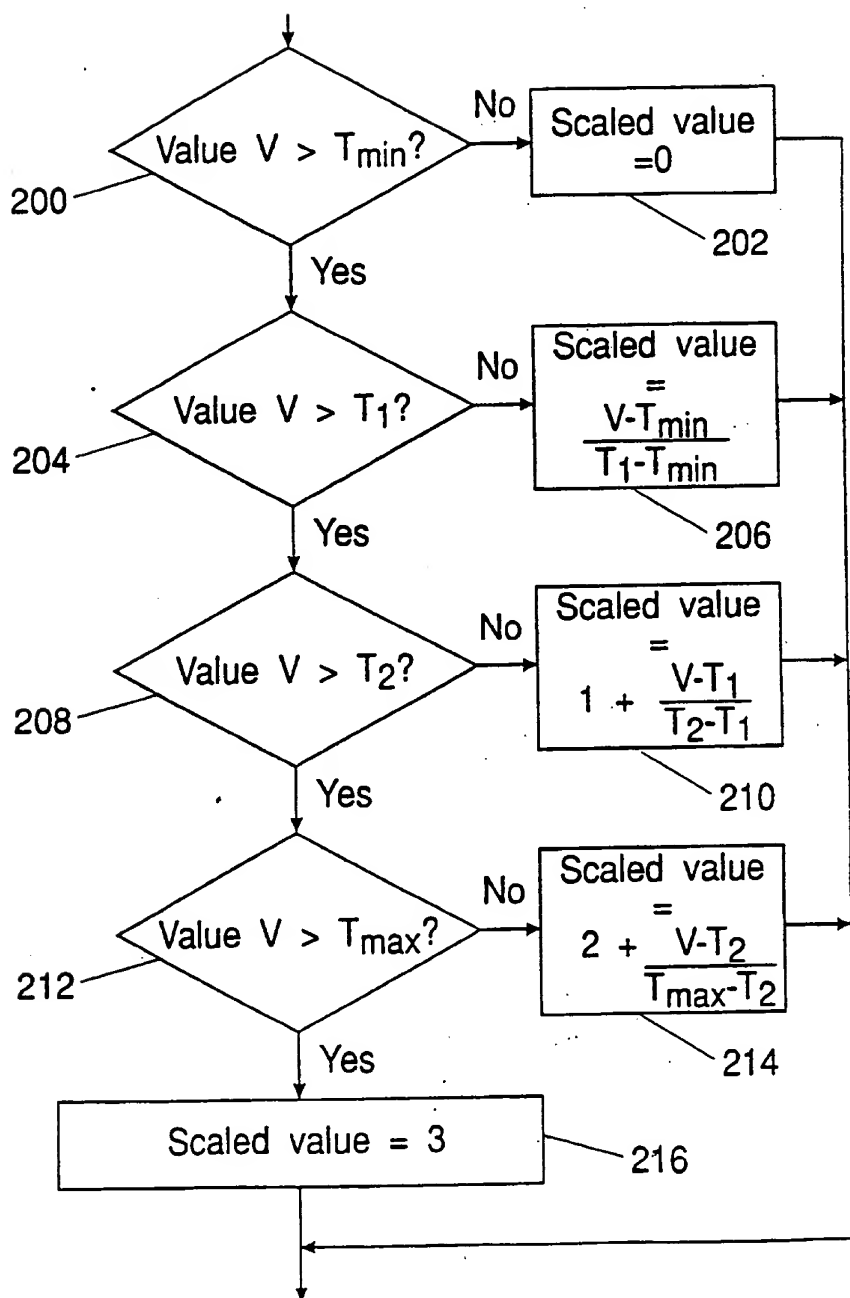 Value V > Tmin?
No
Scaled value
=0
200
202
Yes
Value V > T1?
No
Scaled value
=
V-Tmin
T1-Tmin
204
206
Yes
Value V > T2?
No
Scaled value
=
1 + V-T1
T2-T1
208
210
Yes
Value V > Tmax?
No
Scaled value
=
2 + V-T2
Tmax-T2
212
214
Yes
Scaled value = 3
216